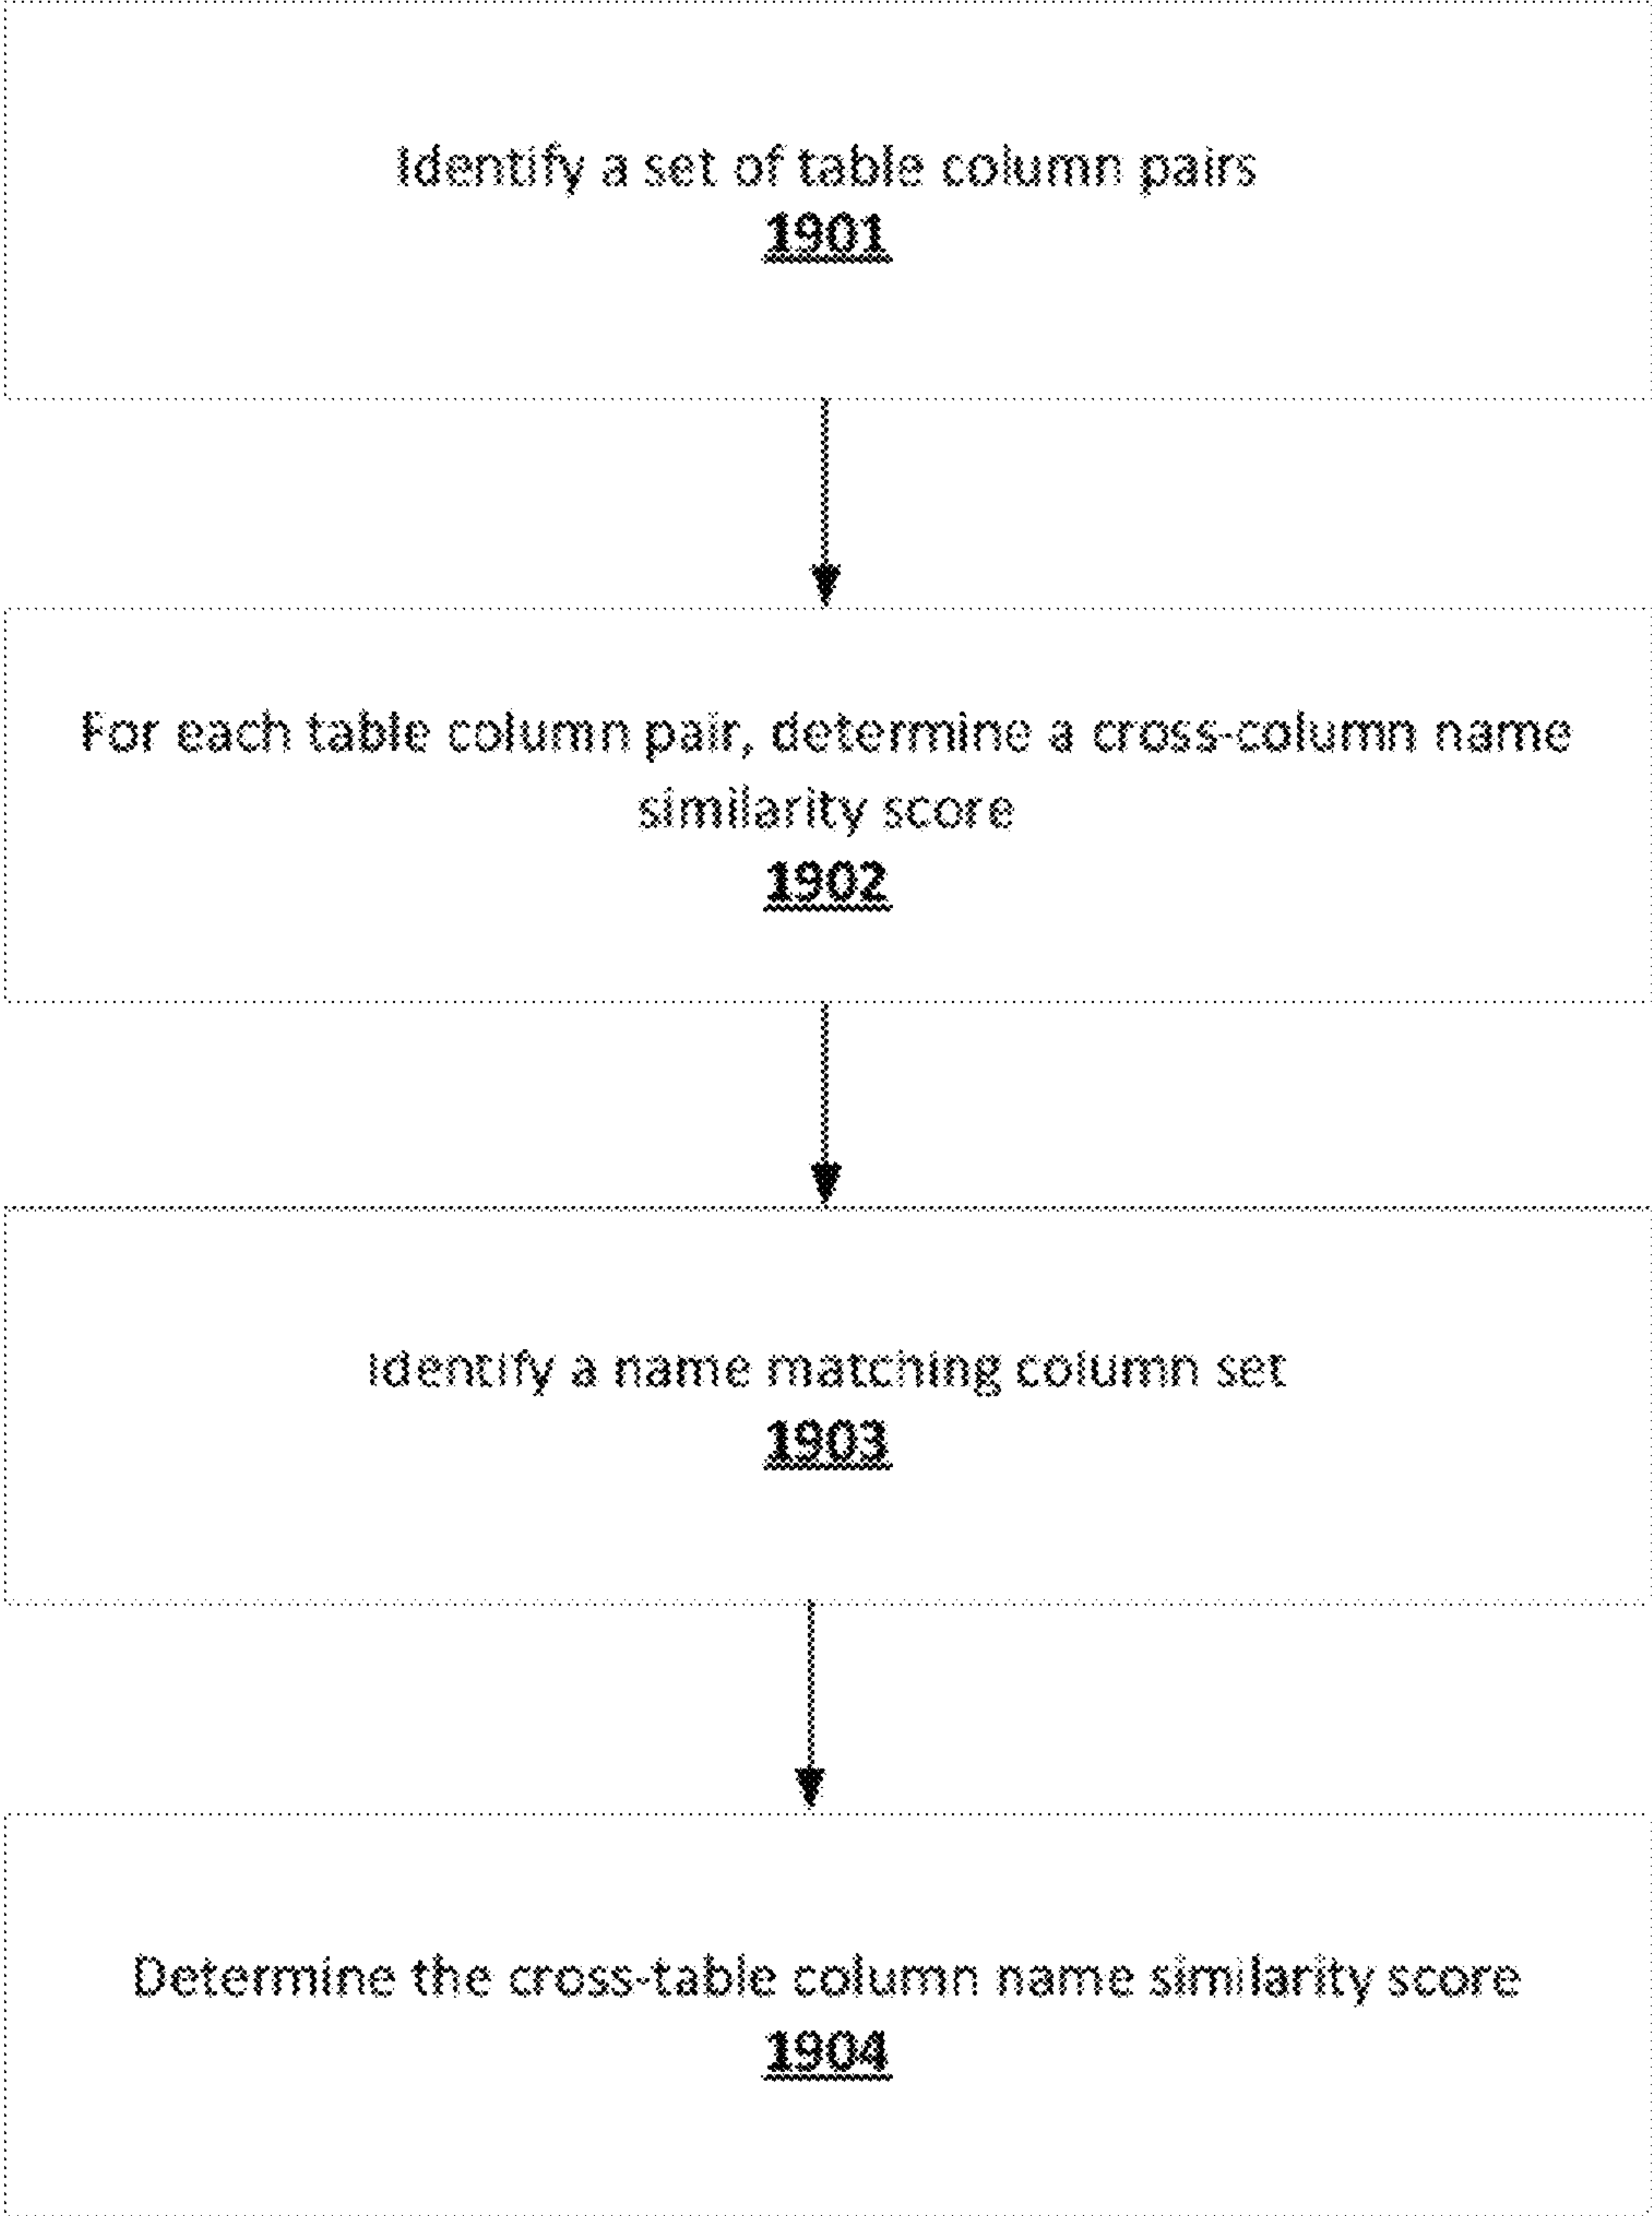 Identify a set of table column pairs
1901
For each table column pair, determine a cross-column name
similarity score
1902
Identify a name matching column set
1903
Determine the cross-table column name similarity score
1904